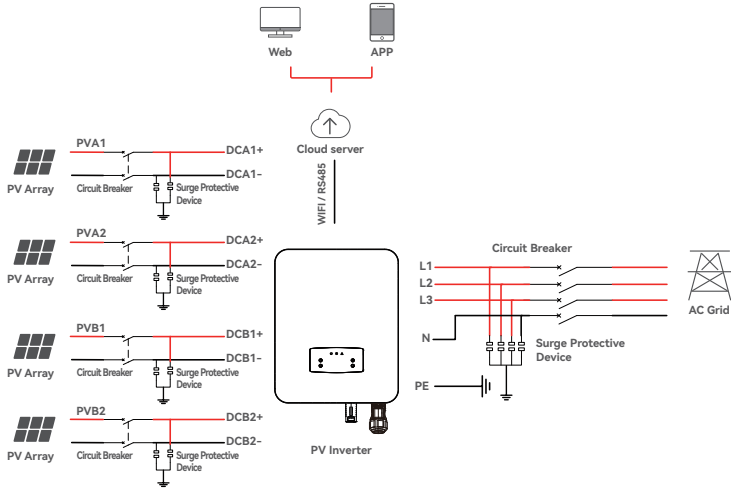 Web
APP
Cloud server
WIFI / RS485
PVA1
DCA1+
DCA1−
PV Array
Circuit Breaker
Surge Protective
Device
PVA2
DCA2+
DCA2−
PV Array
Circuit Breaker
Surge Protective
Device
PVB1
DCB1+
DCB1−
PV Array
Circuit Breaker
Surge Protective
Device
PVB2
DCB2+
DCB2−
PV Array
Circuit Breaker
Surge Protective
Device
PV Inverter
Circuit Breaker
L1
L2
L3
N
PE
Surge Protective
Device
AC Grid